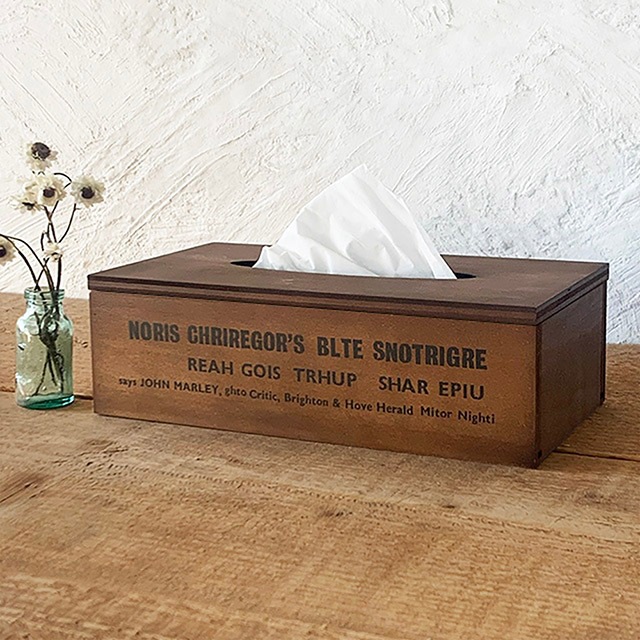 NORIS CHRIREGOR'S BLTE SNOTRIGRE
REAH GOIS TRHUP SHAR EPIU
says JOHN MARLEY, ghto Critic, Brighton & Hove Herald Mitor Nighti